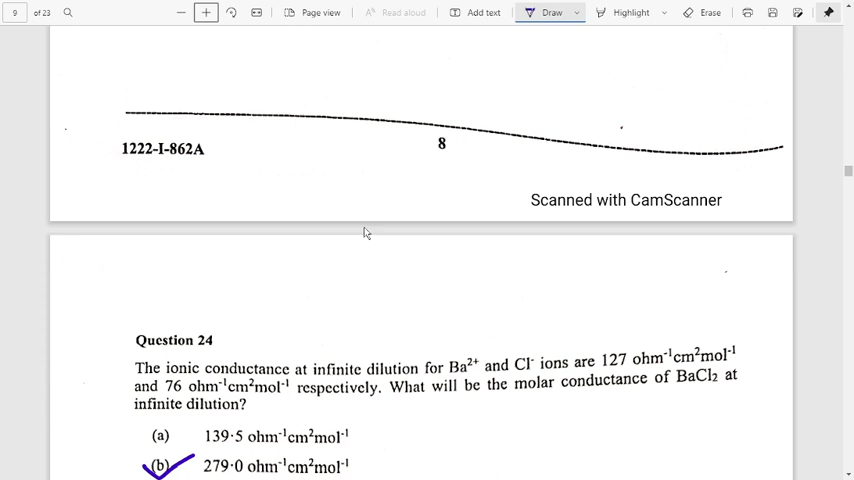 9 of 23 Page view Read aloud Add text Draw Highlight Erase
1222-I-862A
8
Scanned with CamScanner
Question 24
The ionic conductance at infinite dilution for Ba²⁺ and Cl⁻ ions are 127 ohm⁻¹cm²mol⁻¹
and 76 ohm⁻¹cm²mol⁻¹ respectively. What will be the molar conductance of BaCl₂ at
infinite dilution?
(a) 139·5 ohm⁻¹cm²mol⁻¹
(b) 279·0 ohm⁻¹cm²mol⁻¹